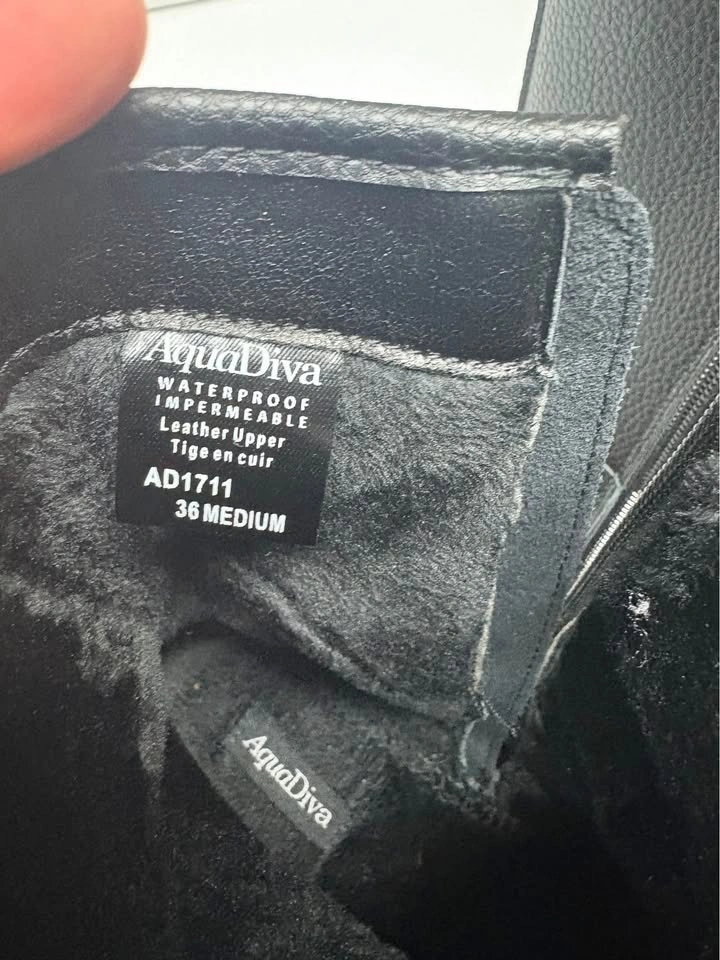 AquaDiva
WATERPROOF
IMPERMEABLE
Leather Upper
Tige en cuir
AD1711
36 MEDIUM
AquaDiva